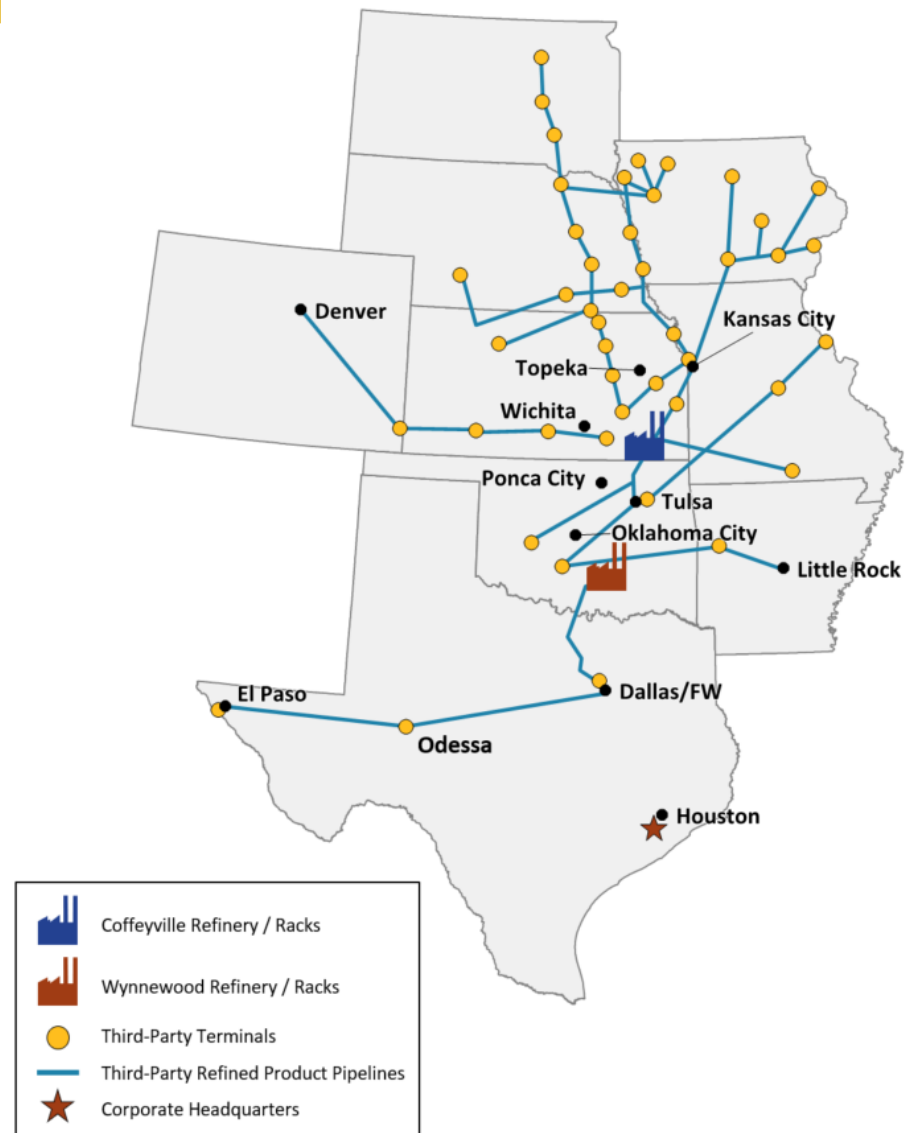 Denver
Kansas City
Topeka
Wichita
Ponca City
Tulsa
Oklahoma City
Little Rock
El Paso
Dallas/FW
Odessa
Houston
Coffeyville Refinery / Racks
Wynnewood Refinery / Racks
Third-Party Terminals
Third-Party Refined Product Pipelines
Corporate Headquarters